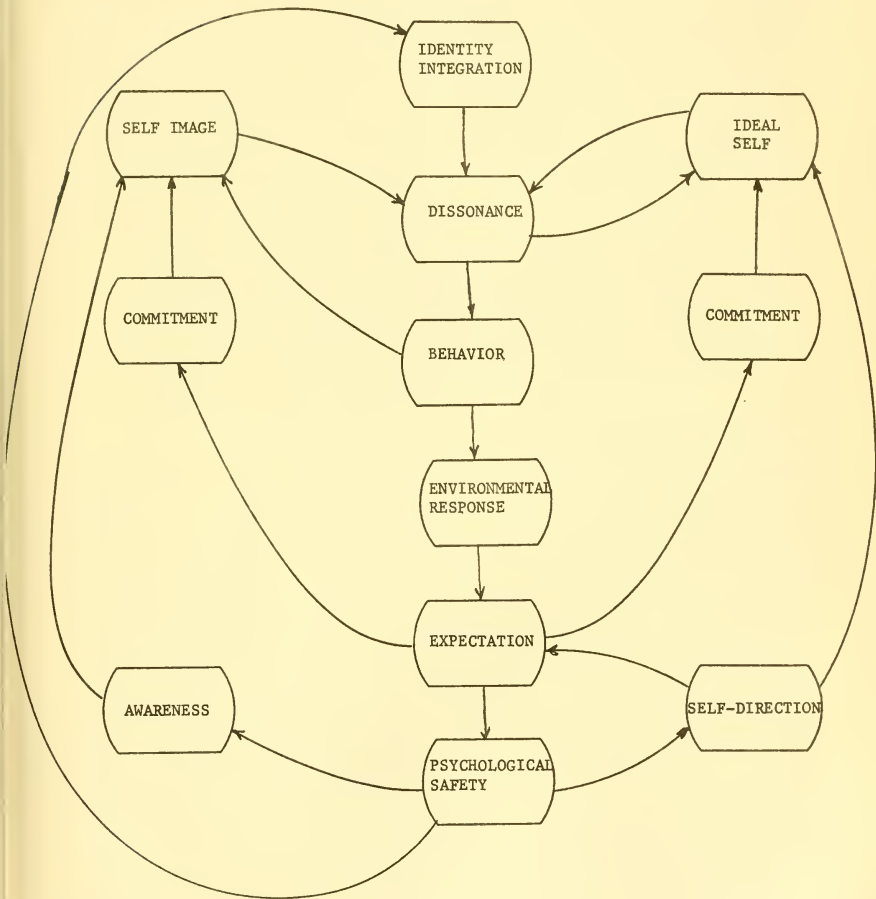 IDENTITY
INTEGRATION
SELF IMAGE
IDEAL
SELF
DISSONANCE
COMMITMENT
COMMITMENT
BEHAVIOR
ENVIRONMENTAL
RESPONSE
EXPECTATION
AWARENESS
SELF-DIRECTION
PSYCHOLOGICAL
SAFETY